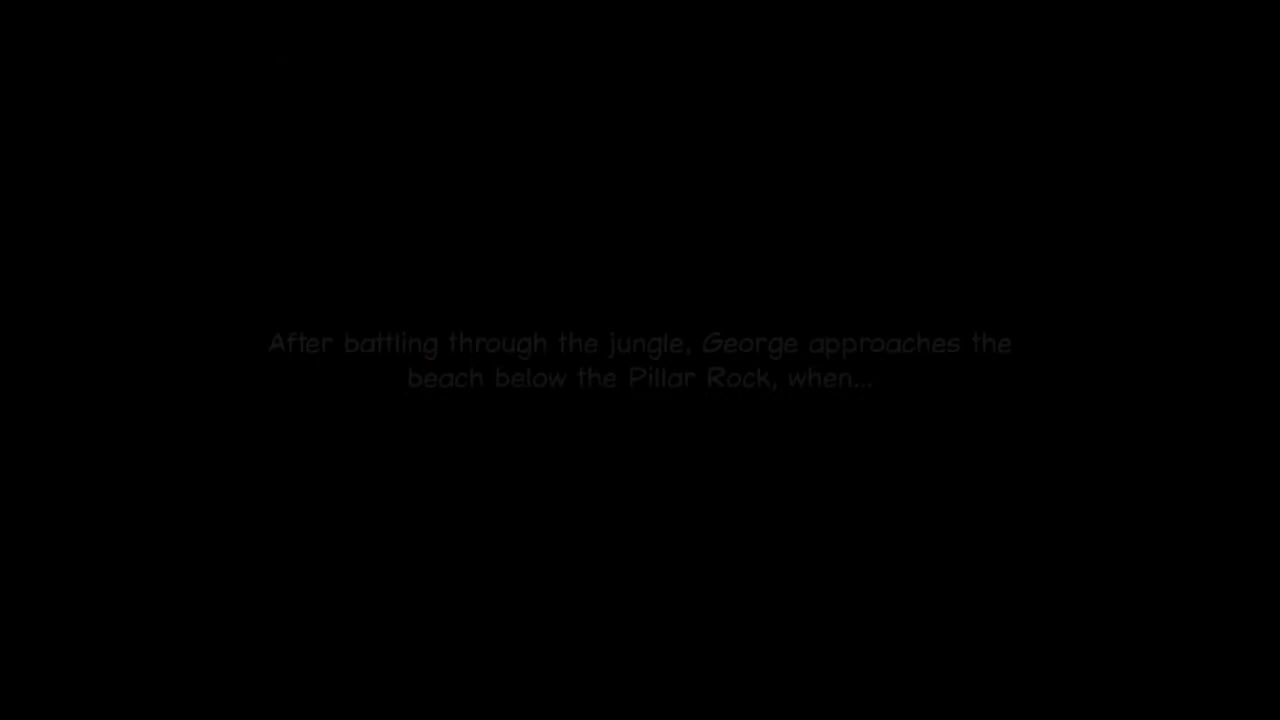 After battling through the jungle, George approaches the
beach below the Pillar Rock, when...